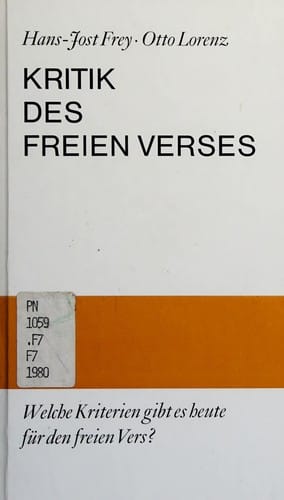 Hans-Jost Frey · Otto Lorenz
KRITIK
DES
FREIEN VERSES
PN
1059
.F7
F7
1980
Welche Kriterien gibt es heute
für den freien Vers?